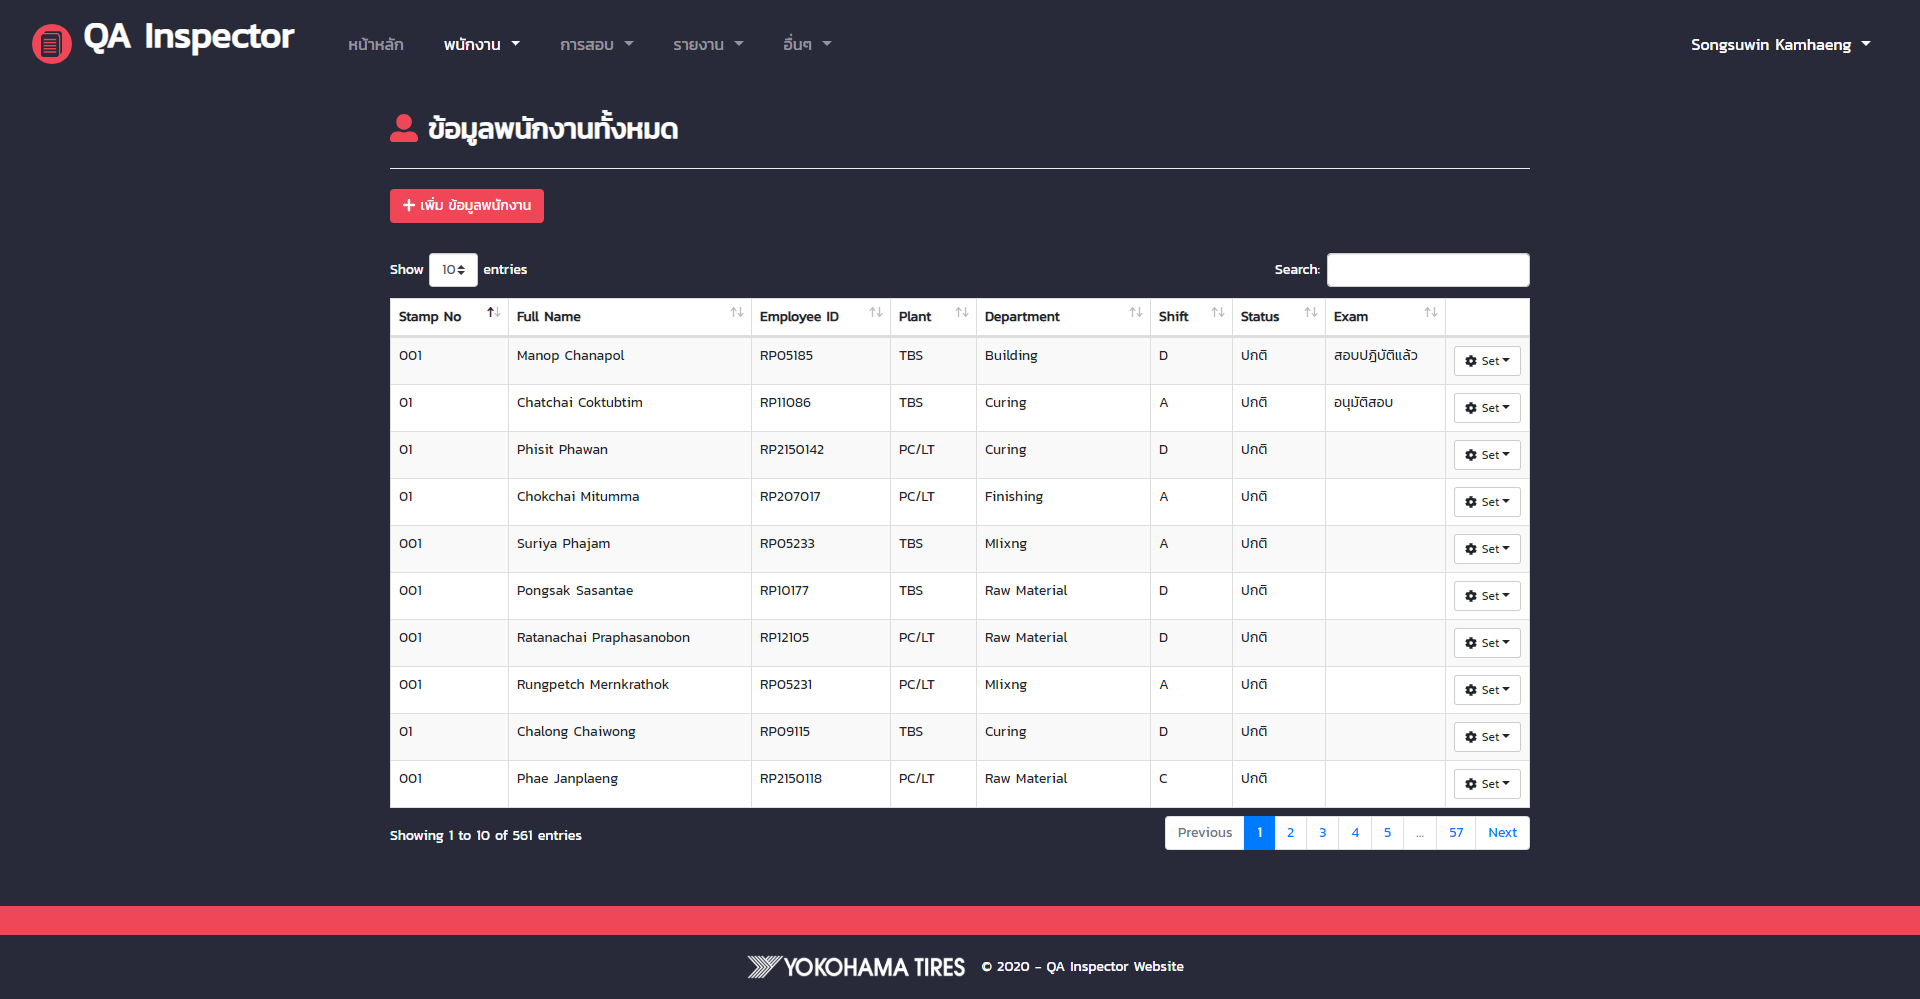 QA Inspector
หน้าหลัก พนักงาน การสอบ รายงาน อื่นๆ Songsuwin Kamhaeng
ข้อมูลพนักงานทั้งหมด
เพิ่ม ข้อมูลพนักงาน
Show 10 entries Search:
Stamp No Full Name Employee ID Plant Department Shift Status Exam
001 Manop Chanapol RP05185 TBS Building D ปกติ สอบปฎิบัติแล้ว Set
01 Chatchai Coktubtim RP11086 TBS Curing A ปกติ อนุมัติสอบ Set
01 Phisit Phawan RP2150142 PC/LT Curing D ปกติ Set
01 Chokchai Mitumma RP207017 PC/LT Finishing A ปกติ Set
001 Suriya Phajam RP05233 TBS MIixng A ปกติ Set
001 Pongsak Sasantae RP10177 TBS Raw Material D ปกติ Set
001 Ratanachai Praphasanobon RP12105 PC/LT Raw Material D ปกติ Set
001 Rungpetch Mernkrathok RP05231 PC/LT MIixng A ปกติ Set
01 Chalong Chaiwong RP09115 TBS Curing D ปกติ Set
001 Phae Janplaeng RP2150118 PC/LT Raw Material C ปกติ Set
Showing 1 to 10 of 561 entries Previous 1 2 3 4 5 ... 57 Next
YOKOHAMA TIRES © 2020 - QA Inspector Website